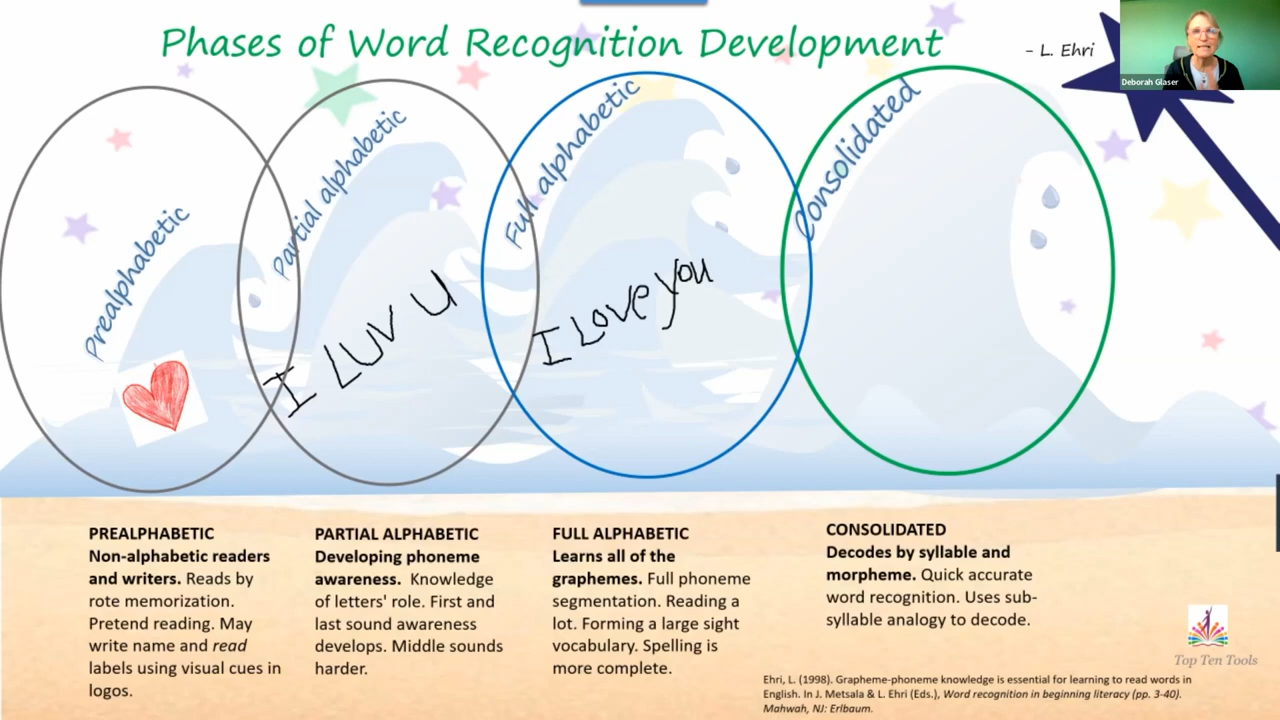 Phases of Word Recognition Development
- L. Ehri
Deborah Glaser
Prealphabetic
Partial alphabetic
Full alphabetic
Consolidated
I LUV U
I Love you
PREALPHABETIC
Non-alphabetic readers
and writers. Reads by
rote memorization.
Pretend reading. May
write name and read
labels using visual cues in
logos.
PARTIAL ALPHABETIC
Developing phoneme
awareness. Knowledge
of letters' role. First and
last sound awareness
develops. Middle sounds
harder.
FULL ALPHABETIC
Learns all of the
graphemes. Full phoneme
segmentation. Reading a
lot. Forming a large sight
vocabulary. Spelling is
more complete.
CONSOLIDATED
Decodes by syllable and
morpheme. Quick accurate
word recognition. Uses sub-
syllable analogy to decode.
Top Ten Tools
Ehri, L. (1998). Grapheme-phoneme knowledge is essential for learning to read words in
English. In J. Metsala & L. Ehri (Eds.), Word recognition in beginning literacy (pp. 3-40).
Mahwah, NJ: Erlbaum.